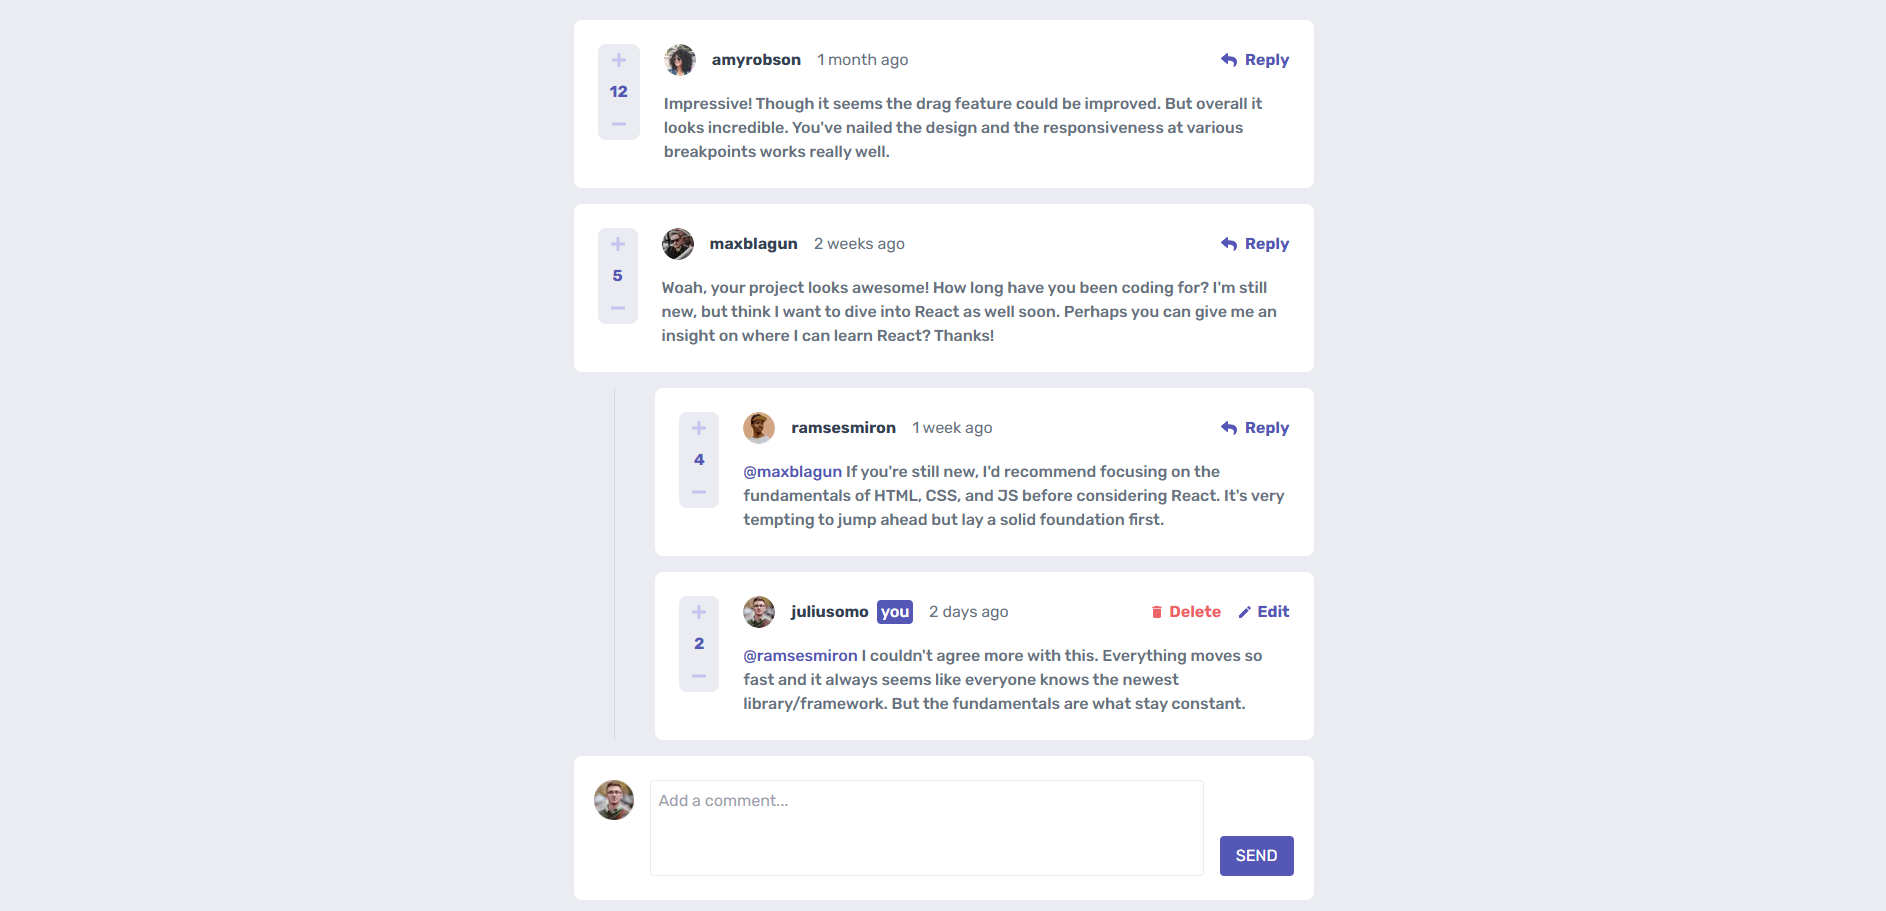 amyrobson 1 month ago Reply
12
Impressive! Though it seems the drag feature could be improved. But overall it
looks incredible. You've nailed the design and the responsiveness at various
breakpoints works really well.
maxblagun 2 weeks ago Reply
5
Woah, your project looks awesome! How long have you been coding for? I'm still
new, but think I want to dive into React as well soon. Perhaps you can give me an
insight on where I can learn React? Thanks!
ramsesmiron 1 week ago Reply
4
@maxblagun If you're still new, I'd recommend focusing on the
fundamentals of HTML, CSS, and JS before considering React. It's very
tempting to jump ahead but lay a solid foundation first.
juliusomo you 2 days ago Delete Edit
2
@ramsesmiron I couldn't agree more with this. Everything moves so
fast and it always seems like everyone knows the newest
library/framework. But the fundamentals are what stay constant.
Add a comment...
SEND